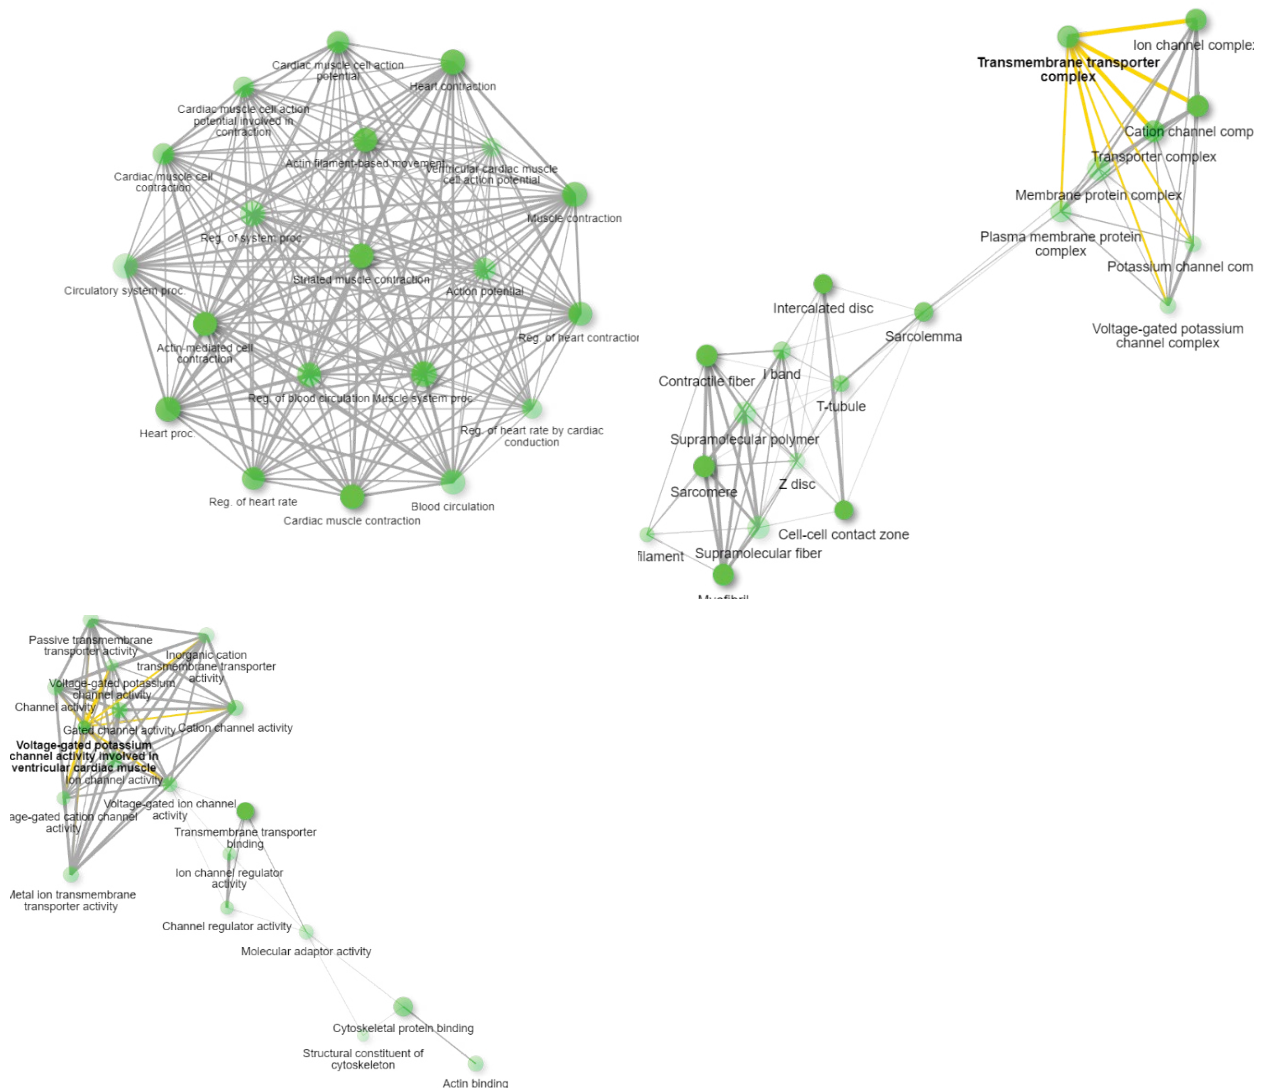 Cardiac muscle cell action
potential
Heart contraction
Cardiac muscle cell action
potential involved in
contraction
Actin filament-based movement
Ventricular cardiac muscle
cell action potential
Cardiac muscle cell
contraction
Muscle contraction
Reg. of system proc.
Striated muscle contraction
Circulatory system proc.
Action potential
Reg. of heart contraction
Actin-mediated cell
contraction
Reg. of blood circulation
Muscle system proc.
Heart proc.
Reg. of heart rate by cardiac
conduction
Reg. of heart rate
Blood circulation
Cardiac muscle contraction
Ion channel complex
Transmembrane transporter
complex
Cation channel comp
Transporter complex
Membrane protein complex
Plasma membrane protein
complex
Potassium channel com
Voltage-gated potassium
channel complex
Intercalated disc
Sarcolemma
I band
Contractile fiber
T-tubule
Supramolecular polymer
Z disc
Sarcomere
Cell-cell contact zone
filament
Supramolecular fiber
Myofibril
Passive transmembrane
transporter activity
Inorganic cation
transmembrane transporter
activity
Voltage-gated potassium
channel activity
Channel activity
Gated channel activity
Cation channel activity
Voltage-gated potassium
channel activity involved in
ventricular cardiac muscle
Ion channel activity
Voltage-gated ion channel
activity
age-gated cation channel
activity
Transmembrane transporter
binding
Ion channel regulator
activity
Metal ion transmembrane
transporter activity
Channel regulator activity
Molecular adaptor activity
Cytoskeletal protein binding
Structural constituent of
cytoskeleton
Actin binding